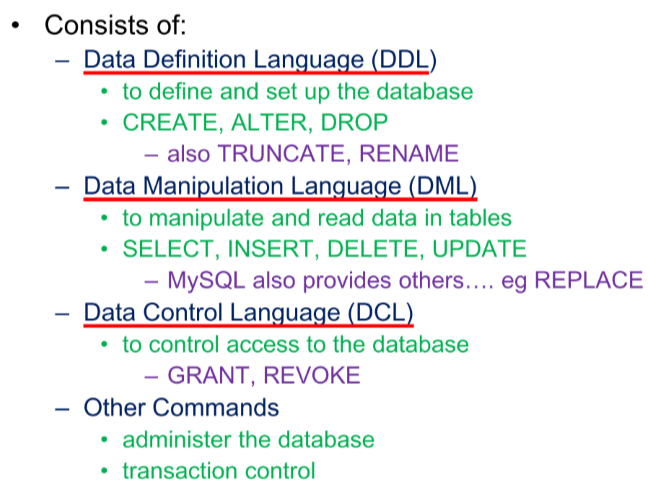 • Consists of:
– Data Definition Language (DDL)
• to define and set up the database
• CREATE, ALTER, DROP
– also TRUNCATE, RENAME
– Data Manipulation Language (DML)
• to manipulate and read data in tables
• SELECT, INSERT, DELETE, UPDATE
– MySQL also provides others…. eg REPLACE
– Data Control Language (DCL)
• to control access to the database
– GRANT, REVOKE
– Other Commands
• administer the database
• transaction control